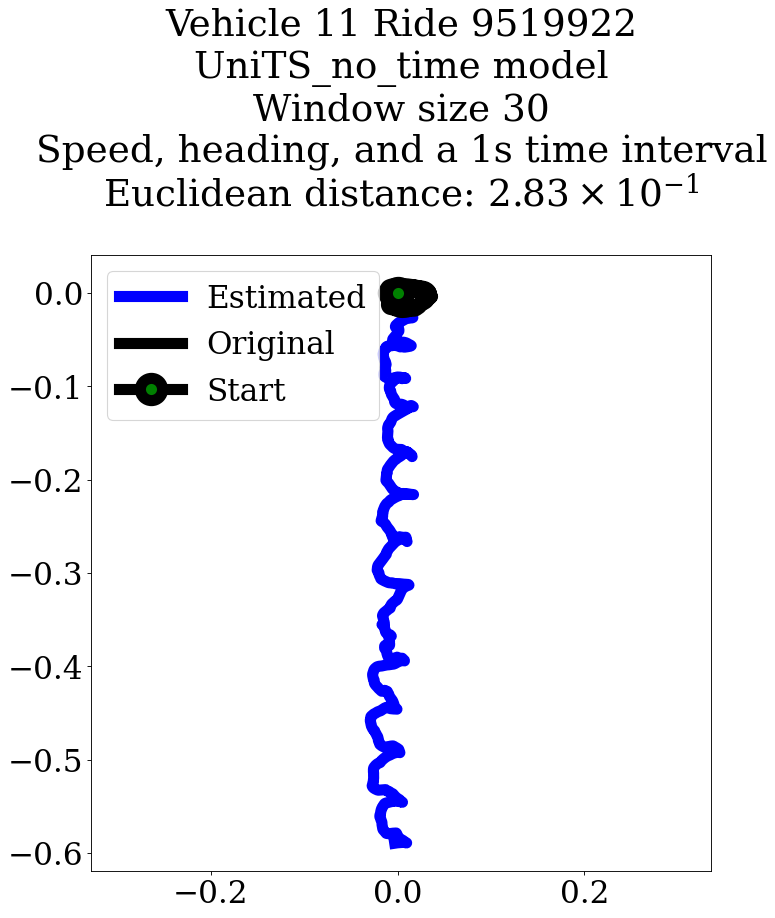 Vehicle 11 Ride 9519922
UniTS_no_time model
Window size 30
Speed, heading, and a 1s time interval
Euclidean distance: 2.83 × 10⁻¹
Estimated
Original
Start
0.0
−0.1
−0.2
−0.3
−0.4
−0.5
−0.6
−0.2 0.0 0.2